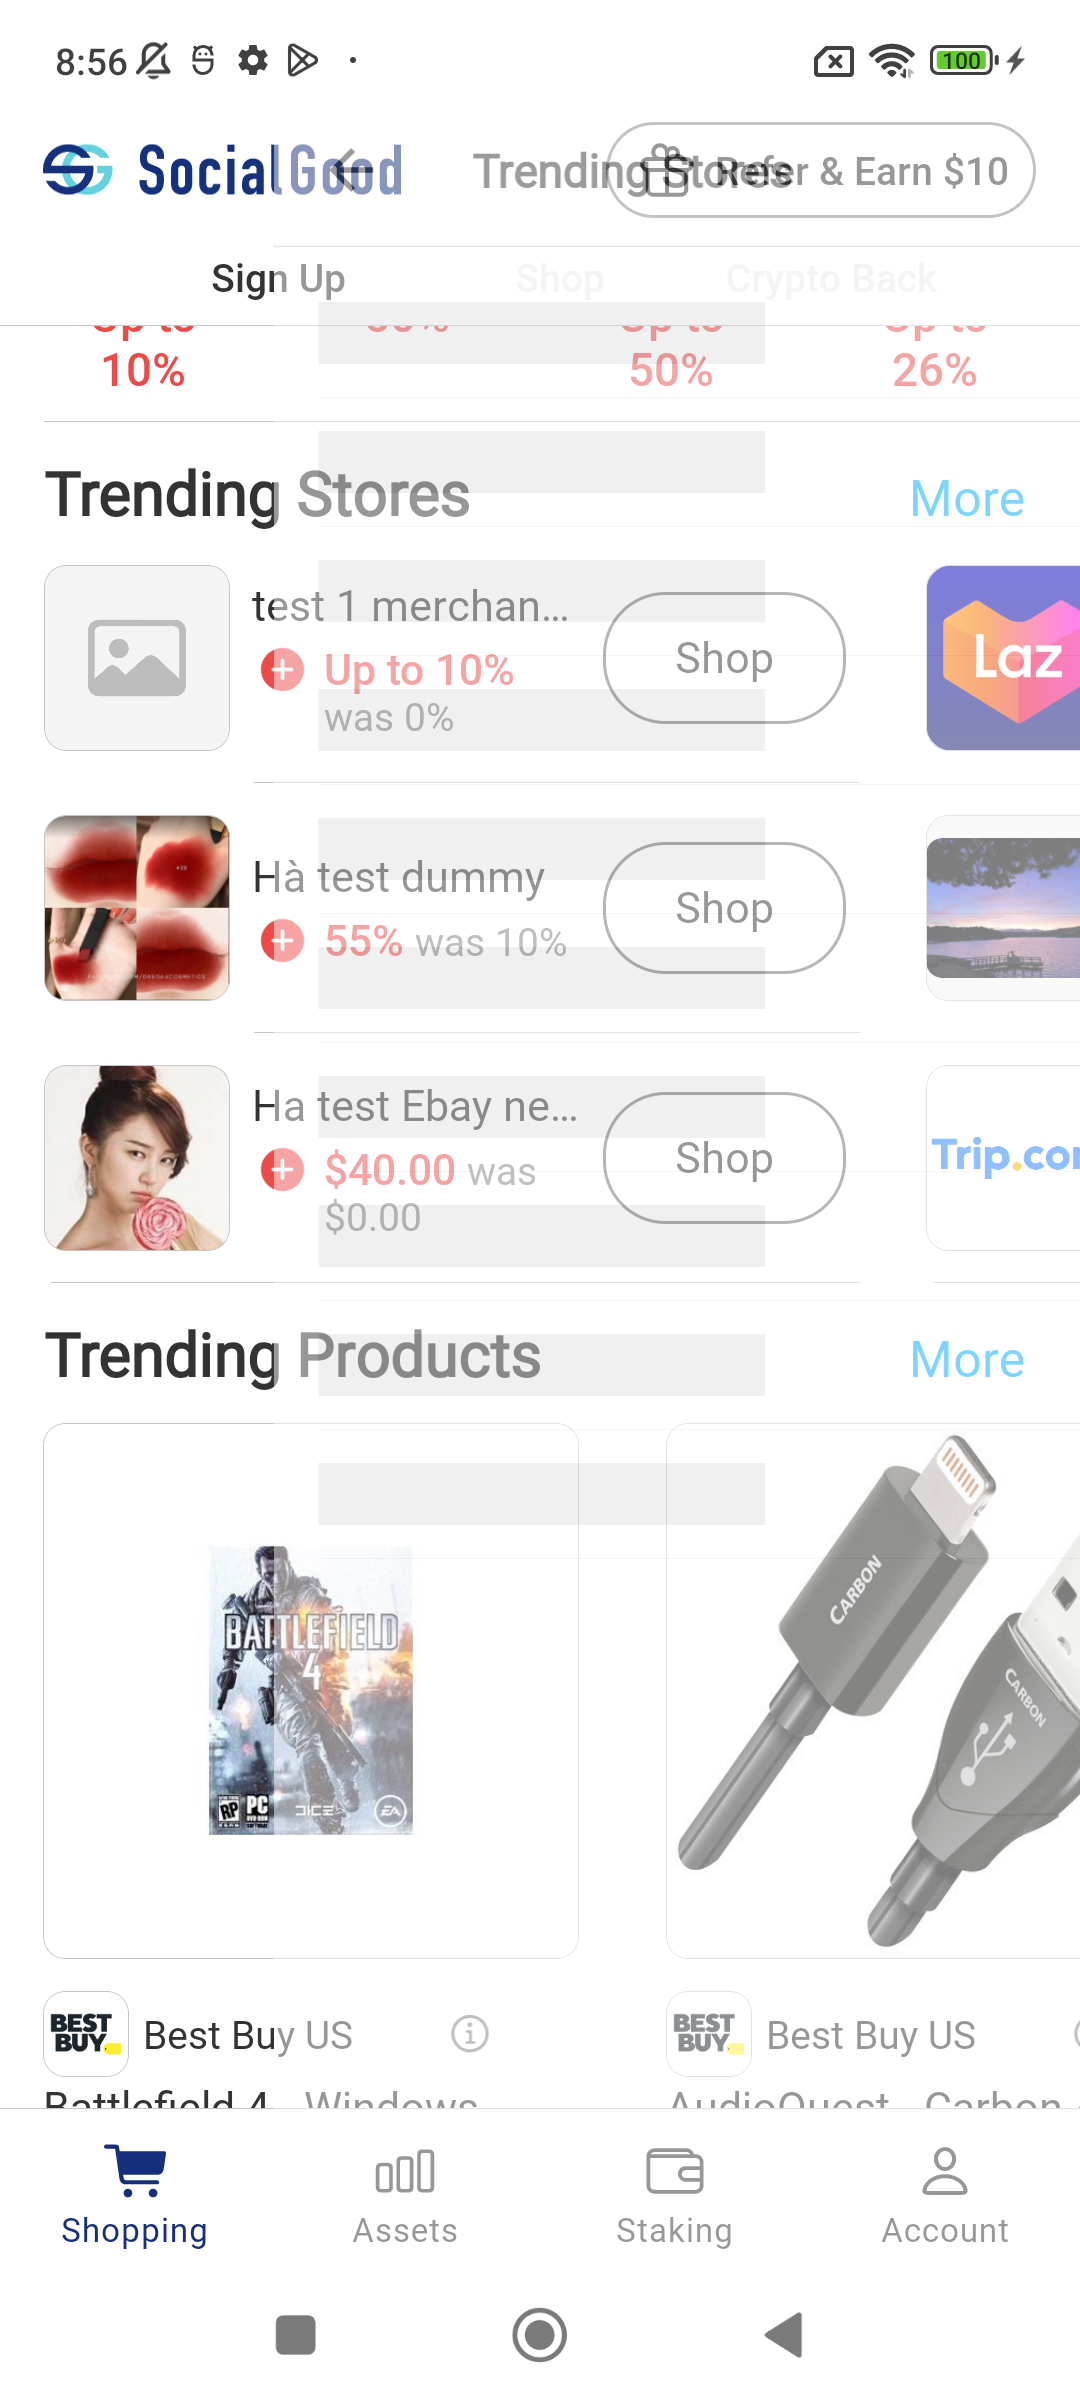 8:56
100
SocialGood
Trending Stores
Refer & Earn $10
Sign Up
Shop
Crypto Back
Up to
10%
Up to
50%
Up to
26%
Trending Stores
More
test 1 merchan...
Up to 10%
was 0%
Shop
Laz
Hà test dummy
55% was 10%
Shop
Ha test Ebay ne...
$40.00 was
$0.00
Shop
Trip.com
Trending Products
More
BATTLEFIELD
4
RP
PC
DICE
EA
CARBON
CARBON
BEST
BUY
Best Buy US
BEST
BUY
Best Buy US
Battlefield 4 - Windows
AudioQuest - Carbon
Shopping
Assets
Staking
Account